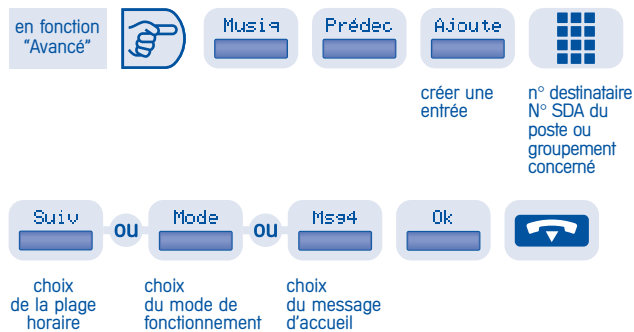 en fonction
"Avancé"
Musiq
Prédec
Ajoute
créer une
entrée
n° destinataire
N° SDA du
poste ou
groupement
concerné
Suiv
ou
Mode
ou
Msg4
Ok
choix
de la plage
horaire
choix
du mode de
fonctionnement
choix
du message
d'accueil